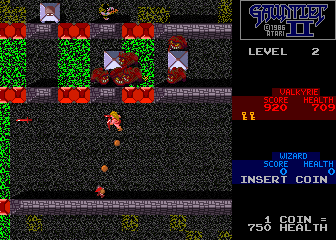 GAUNTLET
©1986
ATARI
II
LEVEL 2
VALKYRIE
SCORE HEALTH
920 709
WIZARD
SCORE HEALTH
0 0
INSERT COIN
1 COIN =
750 HEALTH